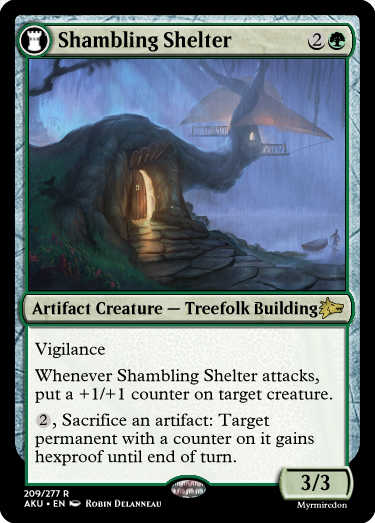 Shambling Shelter 2
Artifact Creature — Treefolk Building
Vigilance
Whenever Shambling Shelter attacks,
put a +1/+1 counter on target creature.
2, Sacrifice an artifact: Target
permanent with a counter on it gains
hexproof until end of turn.
3/3
209/277 R
AKU • EN Robin Delanneau
Myrmiredon